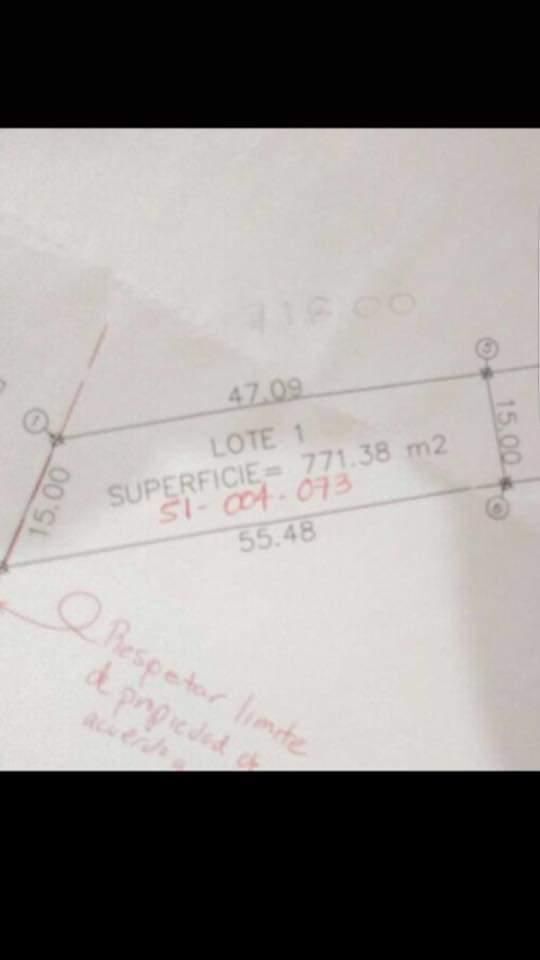 47.09
LOTE 1
15.00
SUPERFICIE= 771.38 m2
15.00
51-004-073
55.48
Respetar limite
d propiedad d
acuerdo a